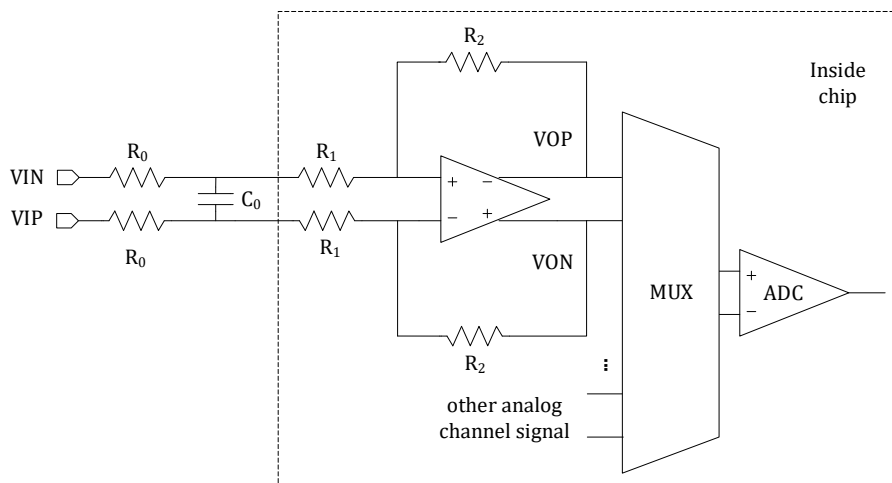 R₂
Inside
chip
VOP
R₀
R₁
VIN
+
−
C₀
−
+
VIP
R₀
R₁
VON
MUX
+
−
ADC
R₂
⋮
other analog
channel signal